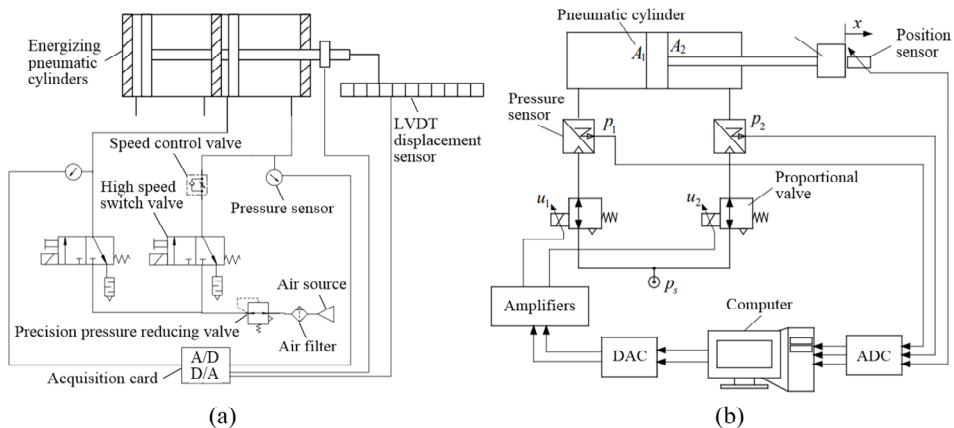 Energizing
pneumatic
cylinders
LVDT
displacement
sensor
Speed control valve
High speed
switch valve
Pressure sensor
Air source
Precision pressure reducing valve
Air filter
Acquisition card
A/D
D/A
(a)
Pneumatic cylinder
x
Position
sensor
A1 A2
Pressure
sensor
p1
p2
Proportional
valve
u1
u2
ps
Amplifiers
Computer
DAC
ADC
(b)